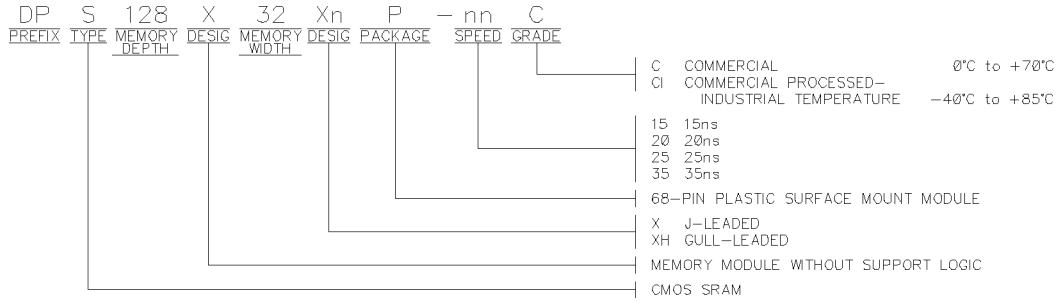 DP S 128 X 32 Xn P - nn C
PREFIX TYPE MEMORY DEPTH DESIG MEMORY WIDTH DESIG PACKAGE SPEED GRADE
C COMMERCIAL 0°C to +70°C
CI COMMERCIAL PROCESSED-
INDUSTRIAL TEMPERATURE -40°C to +85°C
15 15ns
20 20ns
25 25ns
35 35ns
68-PIN PLASTIC SURFACE MOUNT MODULE
X J-LEADED
XH GULL-LEADED
MEMORY MODULE WITHOUT SUPPORT LOGIC
CMOS SRAM